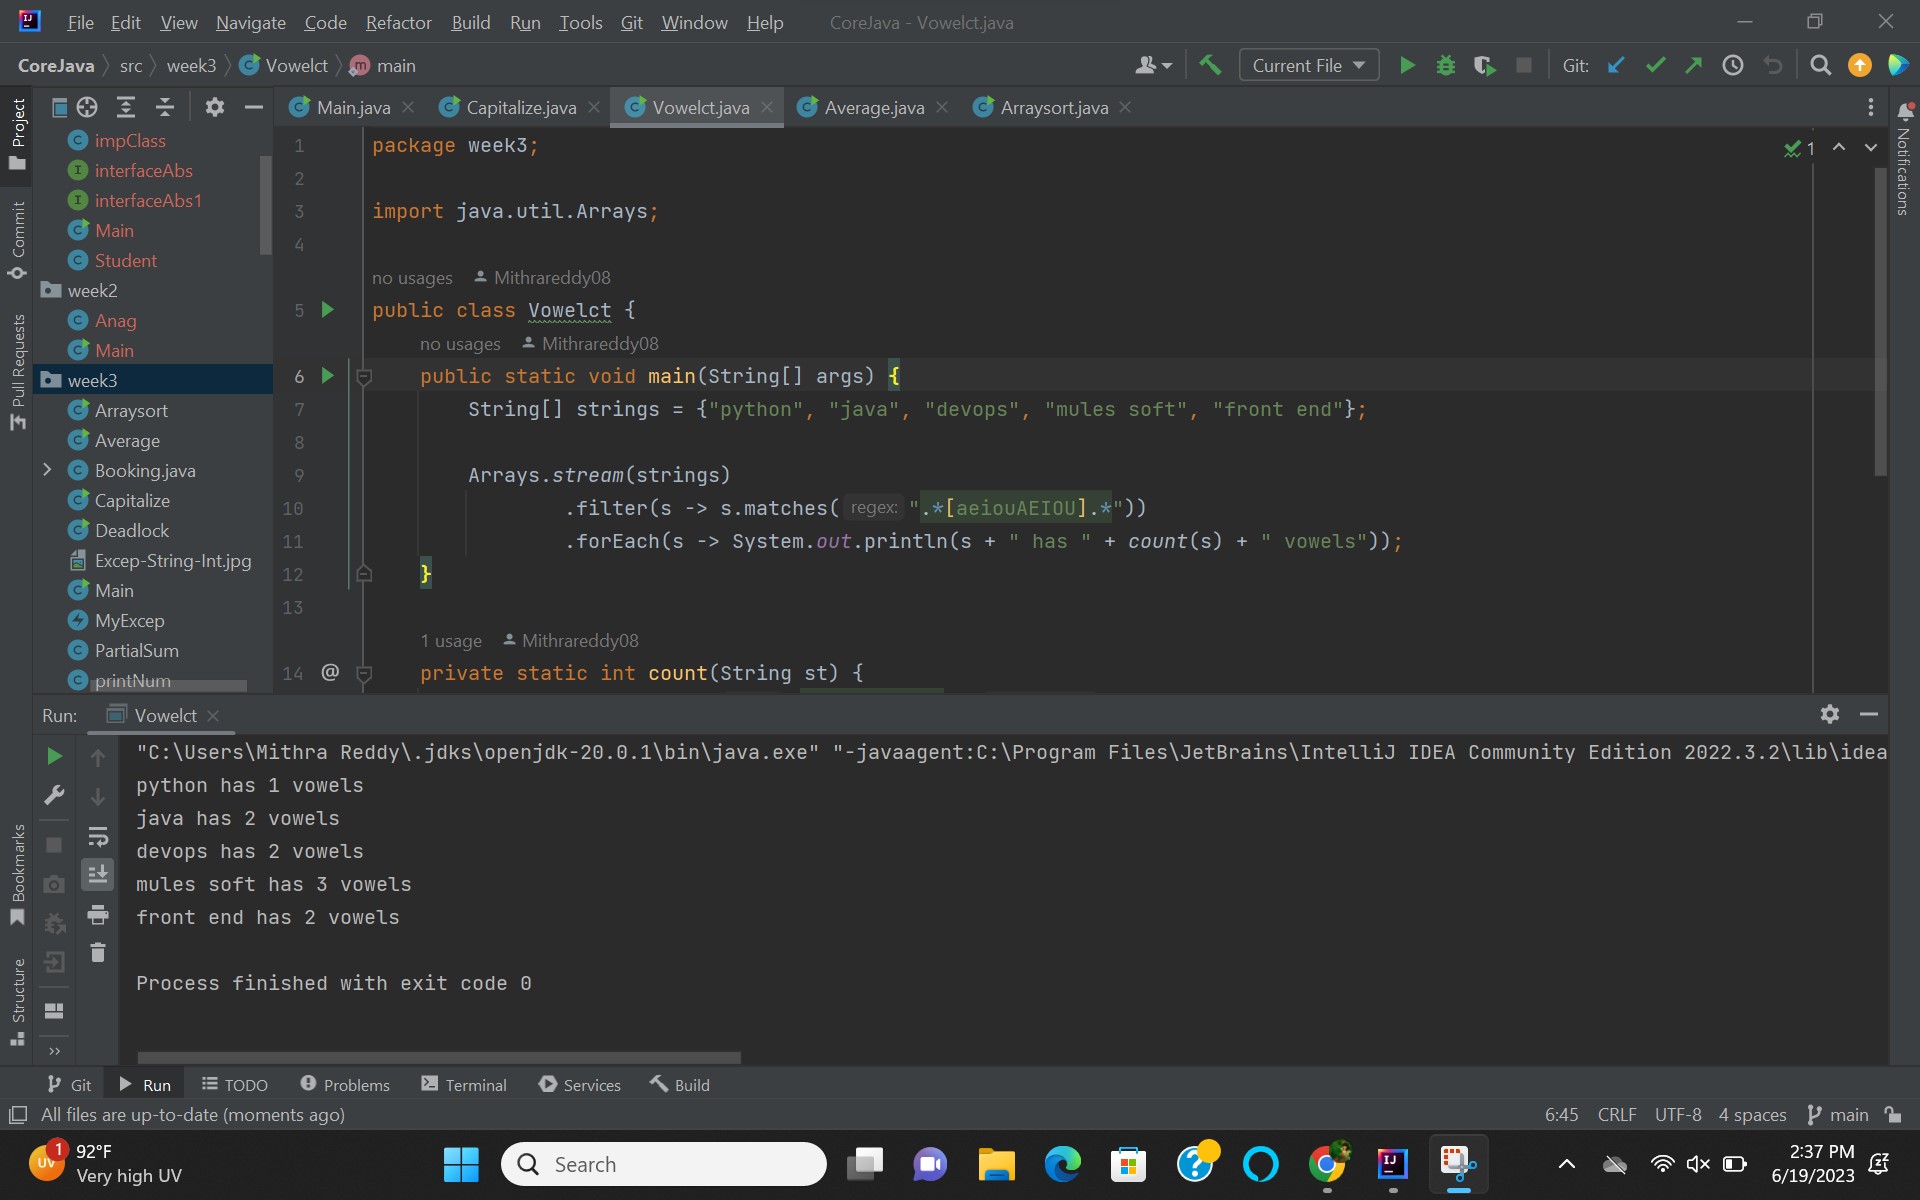 File Edit View Navigate Code Refactor Build Run Tools Git Window Help CoreJava - Vowelct.java
CoreJava src week3 Vowelct main Current File Git:
Project
Commit
Pull Requests
Bookmarks
Structure
impClass
interfaceAbs
interfaceAbs1
Main
Student
week2
Anag
Main
week3
Arraysort
Average
Booking.java
Capitalize
Deadlock
Excep-String-Int.jpg
Main
MyExcep
PartialSum
printNum
Main.java Capitalize.java Vowelct.java Average.java Arraysort.java
1 package week3;
1
2
3 import java.util.Arrays;
4
no usages Mithrareddy08
5 public class Vowelct {
no usages Mithrareddy08
6 public static void main(String[] args) {
7 String[] strings = {"python", "java", "devops", "mules soft", "front end"};
8
9 Arrays.stream(strings)
10 .filter(s -> s.matches( regex: ".*[aeiouAEIOU].*"))
11 .forEach(s -> System.out.println(s + " has " + count(s) + " vowels"));
12 }
13
1 usage Mithrareddy08
14 @ private static int count(String st) {
Notifications
Run: Vowelct
"C:\Users\Mithra Reddy\.jdks\openjdk-20.0.1\bin\java.exe" "-javaagent:C:\Program Files\JetBrains\IntelliJ IDEA Community Edition 2022.3.2\lib\idea
python has 1 vowels
java has 2 vowels
devops has 2 vowels
mules soft has 3 vowels
front end has 2 vowels
Process finished with exit code 0
Git Run TODO Problems Terminal Services Build
All files are up-to-date (moments ago) 6:45 CRLF UTF-8 4 spaces main
UV 1 92°F
Very high UV
Search
2:37 PM
6/19/2023